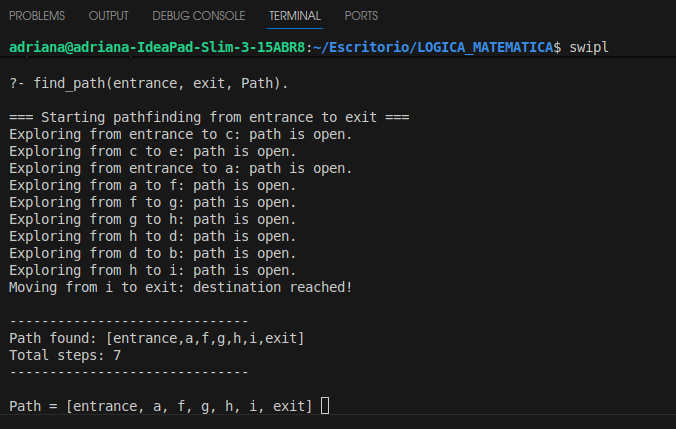 PROBLEMS OUTPUT DEBUG CONSOLE TERMINAL PORTS
adriana@adriana-IdeaPad-Slim-3-15ABR8:~/Escritorio/LOGICA_MATEMATICA$ swipl
?- find_path(entrance, exit, Path).
=== Starting pathfinding from entrance to exit ===
Exploring from entrance to c: path is open.
Exploring from c to e: path is open.
Exploring from entrance to a: path is open.
Exploring from a to f: path is open.
Exploring from f to g: path is open.
Exploring from g to h: path is open.
Exploring from h to d: path is open.
Exploring from d to b: path is open.
Exploring from h to i: path is open.
Moving from i to exit: destination reached!
------------------------------
Path found: [entrance,a,f,g,h,i,exit]
Total steps: 7
------------------------------
Path = [entrance, a, f, g, h, i, exit]